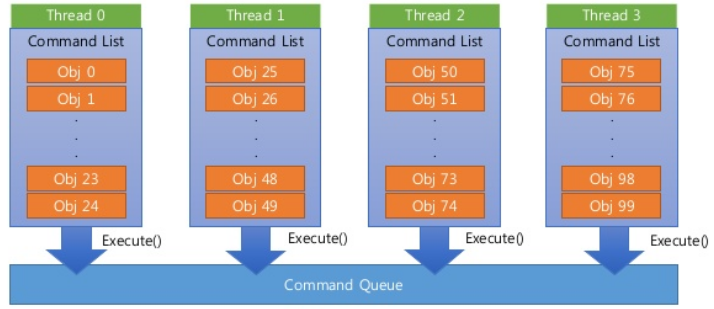 Thread 0
Command List
Obj 0
Obj 1
.
.
.
Obj 23
Obj 24
Execute()
Thread 1
Command List
Obj 25
Obj 26
.
.
.
Obj 48
Obj 49
Execute()
Thread 2
Command List
Obj 50
Obj 51
.
.
.
Obj 73
Obj 74
Execute()
Thread 3
Command List
Obj 75
Obj 76
.
.
.
Obj 98
Obj 99
Execute()
Command Queue